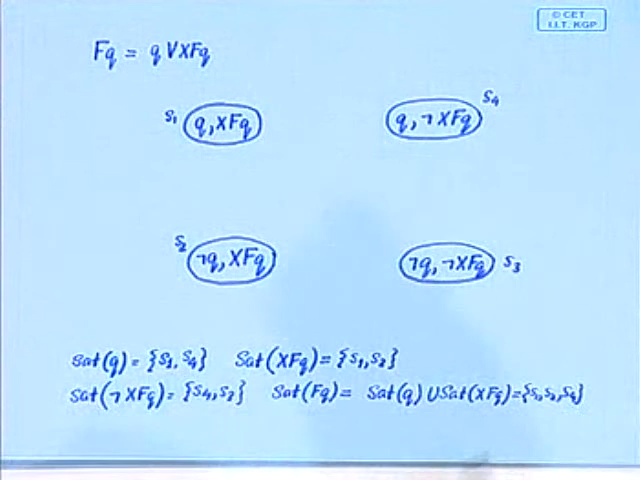 © CET
I.I.T. KGP
Fq = q V XFq
S1 q, XFq
q, ¬XFq S4
S2 ¬q, XFq
¬q, ¬XFq S3
Sat(q) = {S1, S4} Sat(XFq) = {S1, S2}
Sat(¬XFq) = {S4, S2} Sat(Fq) = Sat(q) U Sat(XFq) = {S1, S2, S4}